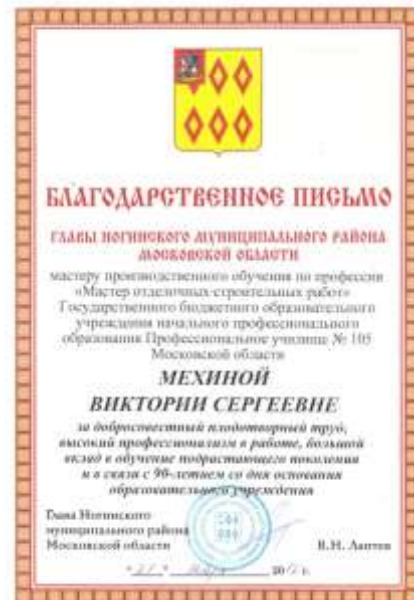 БЛАГОДАРСТВЕННОЕ ПИСЬМО
ГЛАВЫ НОГИНСКОГО МУНИЦИПАЛЬНОГО РАЙОНА
МОСКОВСКОЙ ОБЛАСТИ
мастеру производственного обучения по профессии
«Мастер отделочных строительных работ»
Государственного бюджетного образовательного
учреждения начального профессионального
образования Профессиональное училище № 105
Московской области
МЕХИНОЙ
ВИКТОРИИ СЕРГЕЕВНЕ
за добросовестный плодотворный труд,
высокий профессионализм в работе, большой
вклад в обучение подрастающего поколения
и в связи с 90-летием со дня основания
образовательного учреждения
Глава Ногинского
муниципального района
Московской области В.Н. Лаптев